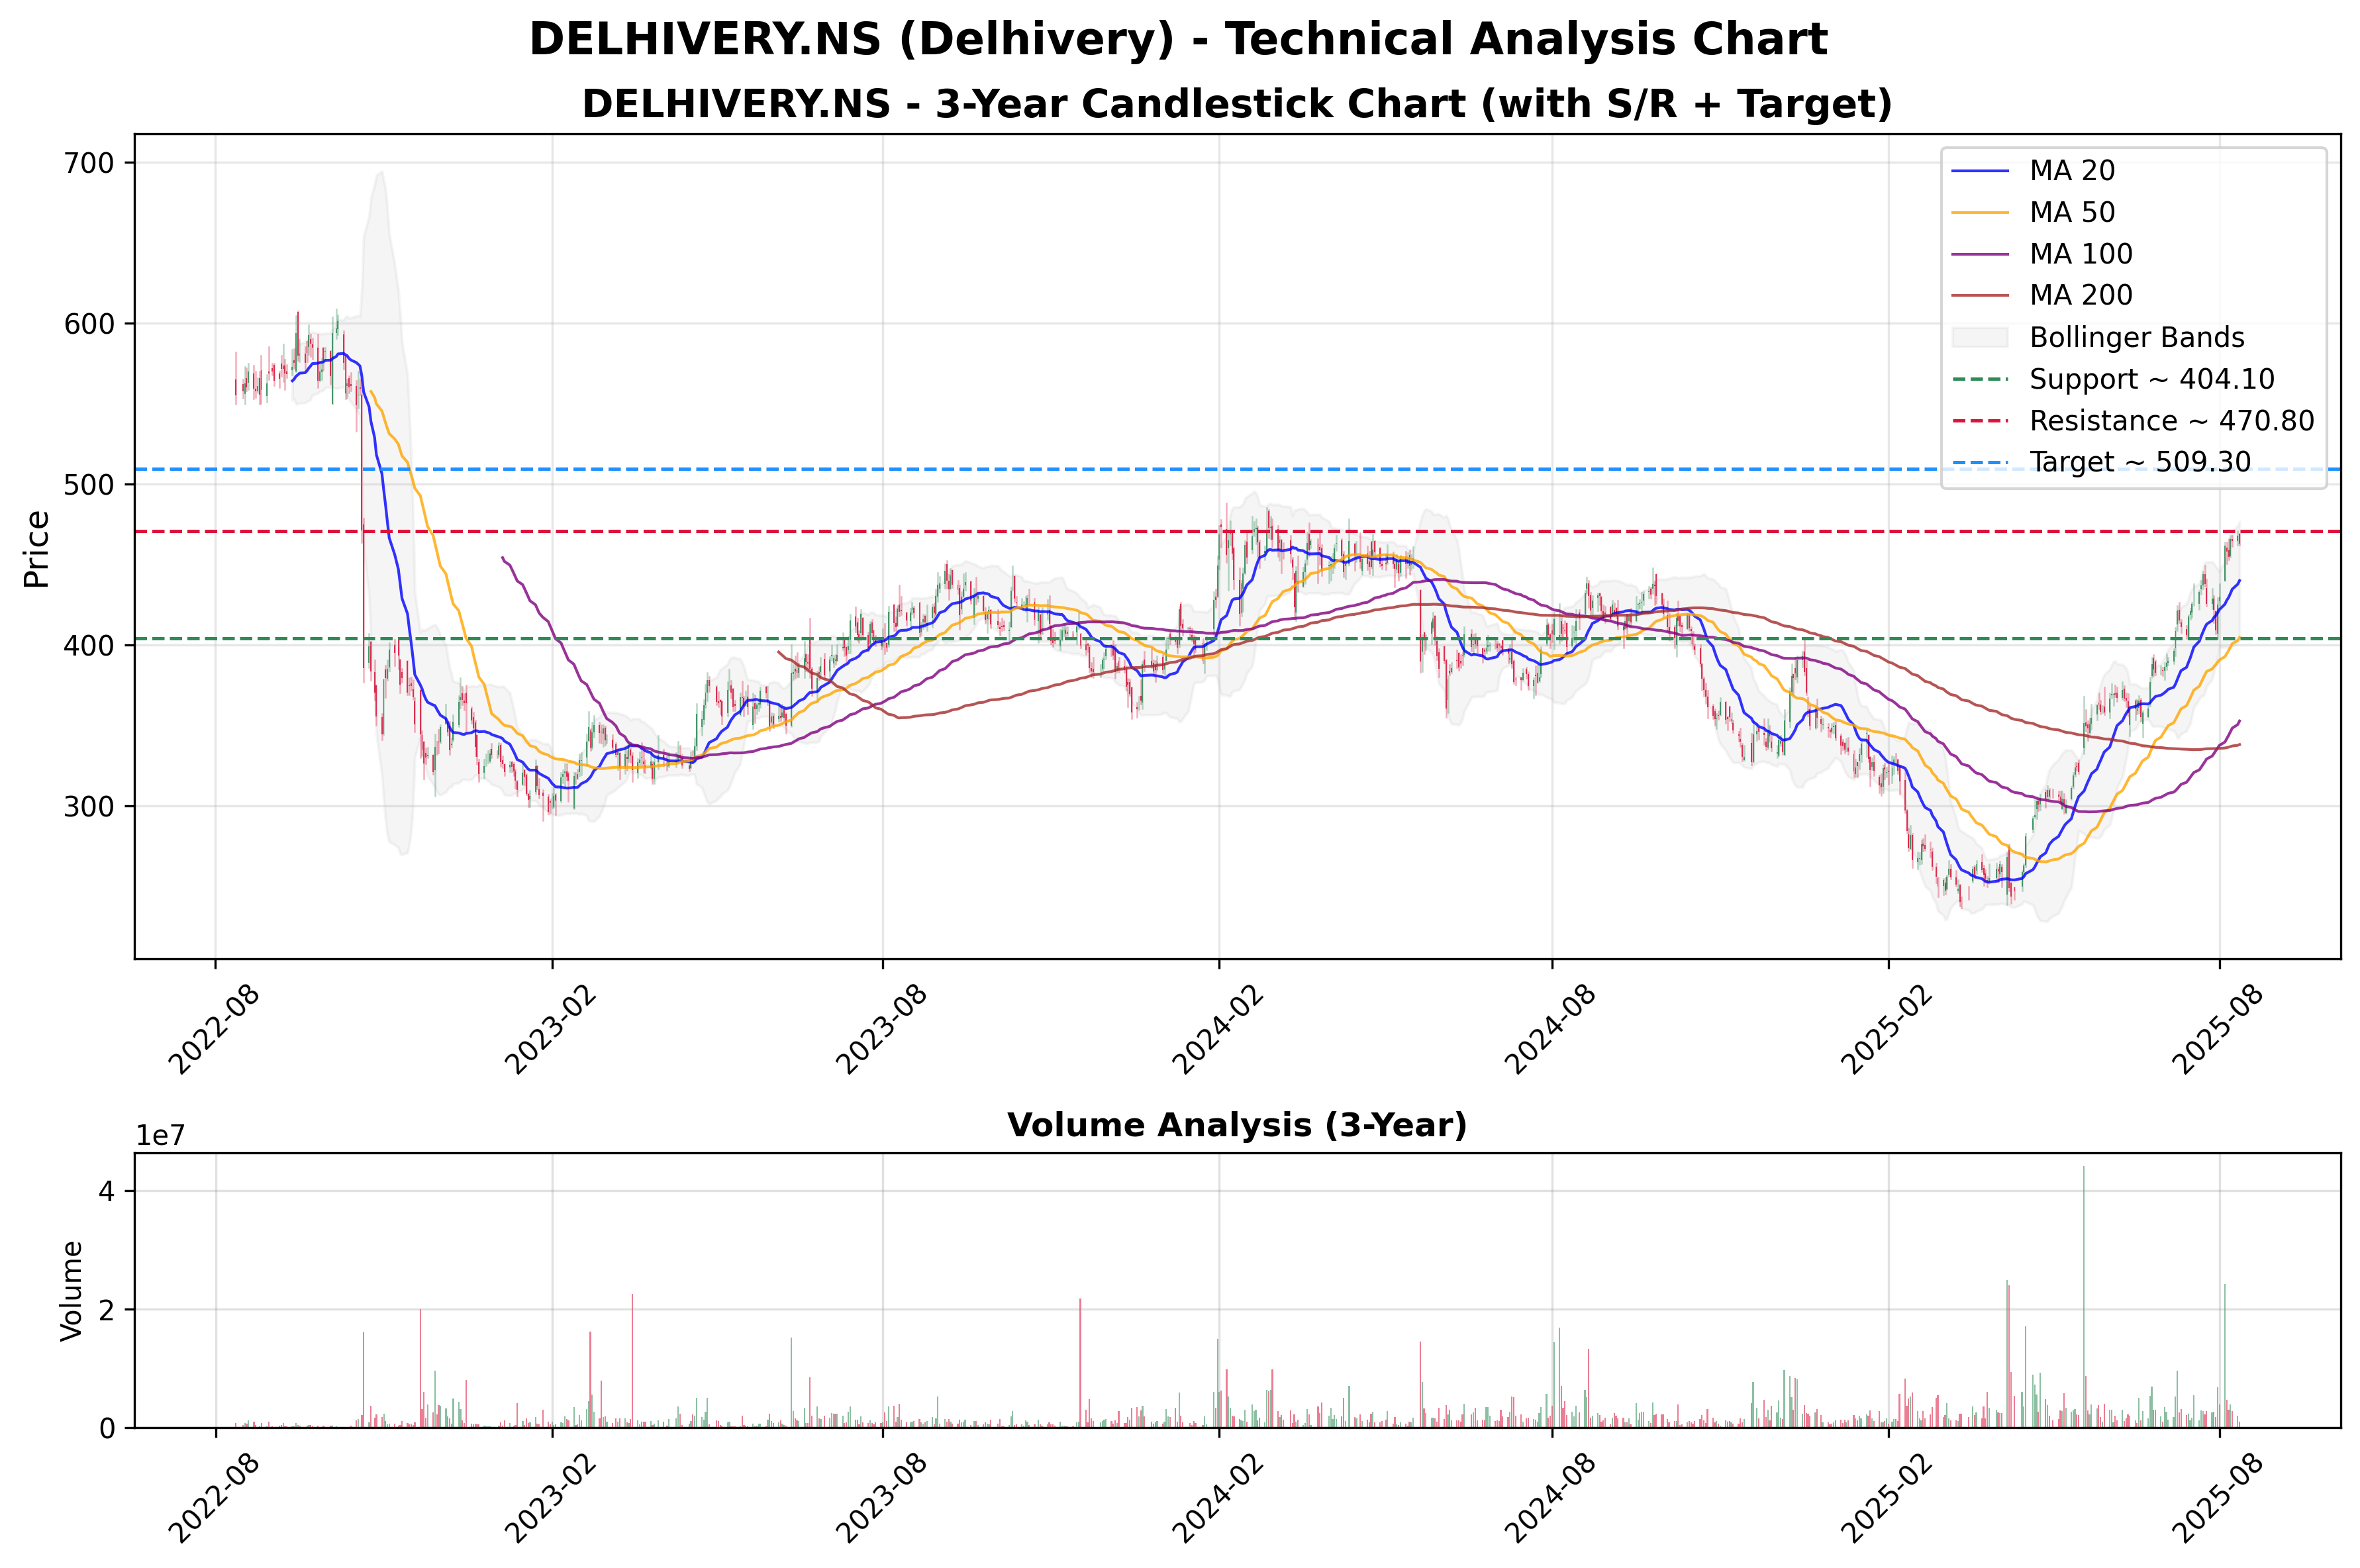 DELHIVERY.NS (Delhivery) - Technical Analysis Chart
DELHIVERY.NS - 3-Year Candlestick Chart (with S/R + Target)
Price
700
600
500
400
300
MA 20
MA 50
MA 100
MA 200
Bollinger Bands
Support ~ 404.10
Resistance ~ 470.80
Target ~ 509.30
2022-08
2023-02
2023-08
2024-02
2024-08
2025-02
2025-08
Volume Analysis (3-Year)
1e7
Volume
4
2
0
2022-08
2023-02
2023-08
2024-02
2024-08
2025-02
2025-08